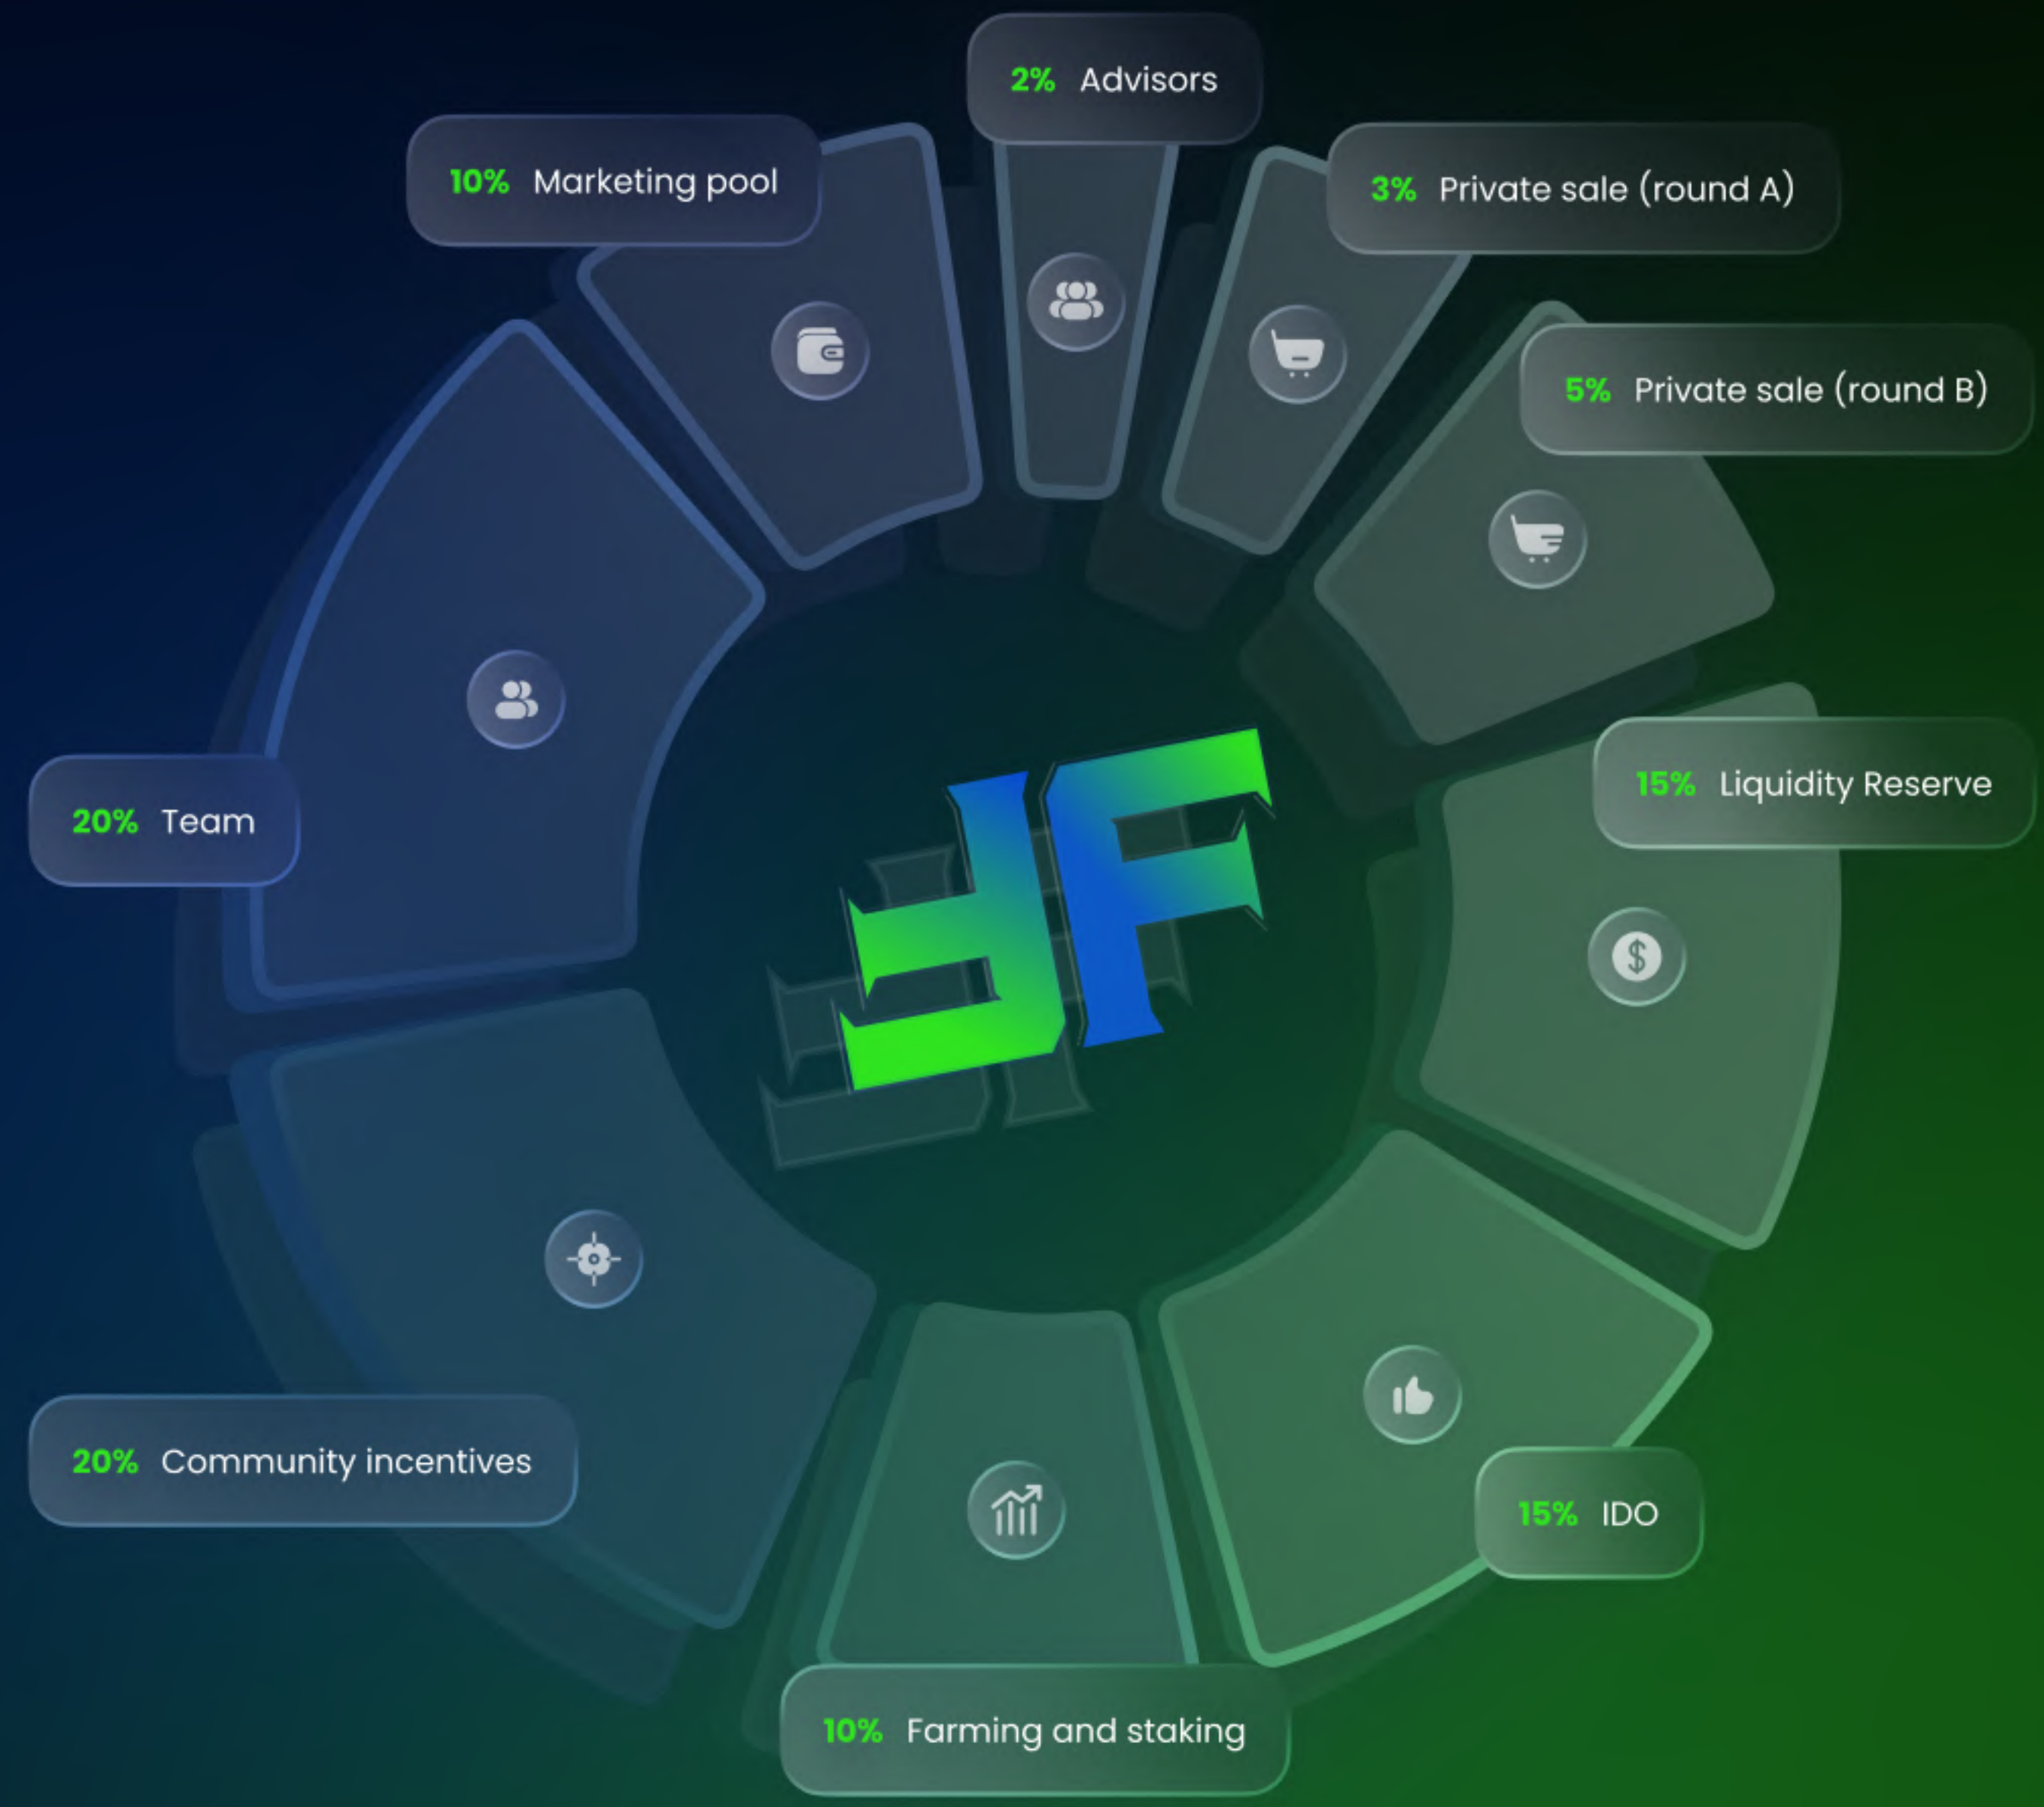 2% Advisors
10% Marketing pool
3% Private sale (round A)
5% Private sale (round B)
15% Liquidity Reserve
20% Team
20% Community incentives
15% IDO
10% Farming and staking